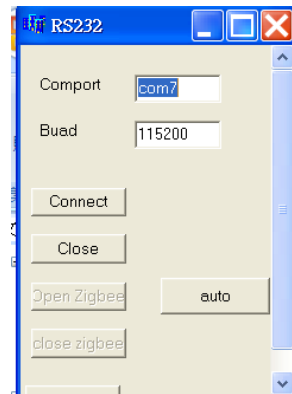 RS232
Comport com7
Buad 115200
Connect
Close
Open Zigbee auto
close zigbee